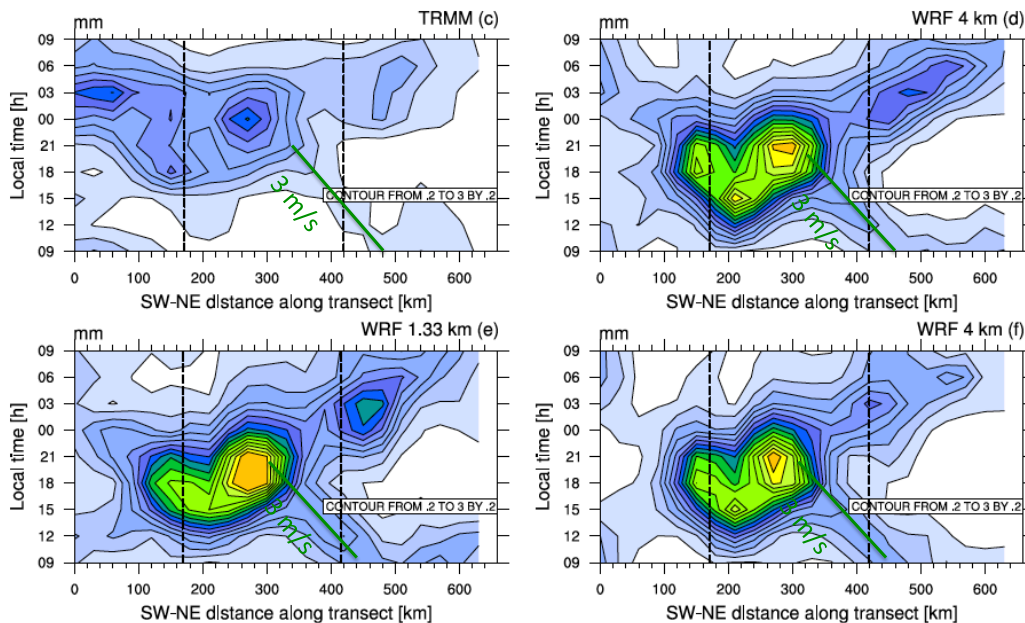 mm TRMM (c)
09
06
03
00
21
18
15
12
09
Local time [h]
3 m/s
CONTOUR FROM .2 TO 3 BY .2
0 100 200 300 400 500 600
SW-NE distance along transect [km]
mm WRF 4 km (d)
09
06
03
00
21
18
15
12
09
Local time [h]
3 m/s
CONTOUR FROM .2 TO 3 BY .2
0 100 200 300 400 500 600
SW-NE distance along transect [km]
mm WRF 1.33 km (e)
09
06
03
00
21
18
15
12
09
Local time [h]
3 m/s
CONTOUR FROM .2 TO 3 BY .2
0 100 200 300 400 500 600
SW-NE distance along transect [km]
mm WRF 4 km (f)
09
06
03
00
21
18
15
12
09
Local time [h]
3 m/s
CONTOUR FROM .2 TO 3 BY .2
0 100 200 300 400 500 600
SW-NE distance along transect [km]